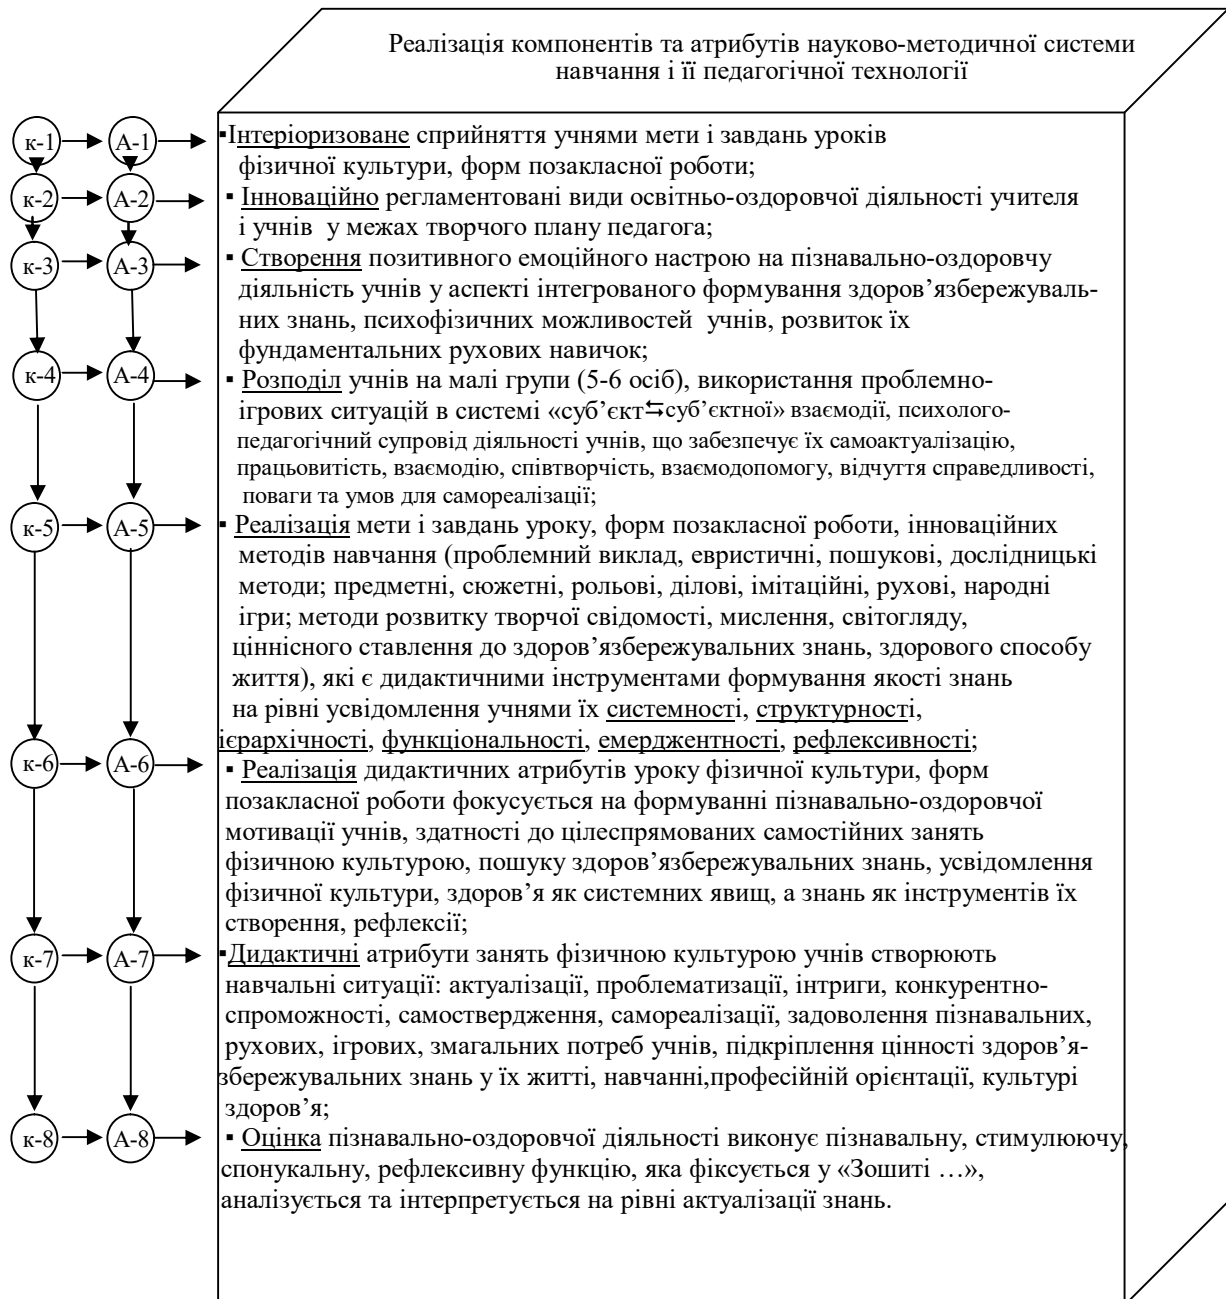 Реалізація компонентів та атрибутів науково-методичної системи
навчання і її педагогічної технології
к-1 А-1 ▪Інтеріоризоване сприйняття учнями мети і завдань уроків
фізичної культури, форм позакласної роботи;
к-2 А-2 ▪ Інноваційно регламентовані види освітньо-оздоровчої діяльності учителя
і учнів у межах творчого плану педагога;
к-3 А-3 ▪ Створення позитивного емоційного настрою на пізнавально-оздоровчу
діяльність учнів у аспекті інтегрованого формування здоров’язбережуваль-
них знань, психофізичних можливостей учнів, розвиток їх
фундаментальних рухових навичок;
к-4 А-4 ▪ Розподіл учнів на малі групи (5-6 осіб), використання проблемно-
ігрових ситуацій в системі «суб’єкт⇆суб’єктної» взаємодії, психолого-
педагогічний супровід діяльності учнів, що забезпечує їх самоактуалізацію,
працьовитість, взаємодію, співтворчість, взаємодопомогу, відчуття справедливості,
поваги та умов для самореалізації;
к-5 А-5 ▪ Реалізація мети і завдань уроку, форм позакласної роботи, інноваційних
методів навчання (проблемний виклад, евристичні, пошукові, дослідницькі
методи; предметні, сюжетні, рольові, ділові, імітаційні, рухові, народні
ігри; методи розвитку творчої свідомості, мислення, світогляду,
ціннісного ставлення до здоров’язбережувальних знань, здорового способу
життя), які є дидактичними інструментами формування якості знань
на рівні усвідомлення учнями їх системності, структурності,
ієрархічності, функціональності, емерджентності, рефлексивності;
к-6 А-6 ▪ Реалізація дидактичних атрибутів уроку фізичної культури, форм
позакласної роботи фокусується на формуванні пізнавально-оздоровчої
мотивації учнів, здатності до цілеспрямованих самостійних занять
фізичною культурою, пошуку здоров’язбережувальних знань, усвідомлення
фізичної культури, здоров’я як системних явищ, а знань як інструментів їх
створення, рефлексії;
к-7 А-7 ▪Дидактичні атрибути занять фізичною культурою учнів створюють
навчальні ситуації: актуалізації, проблематизації, інтриги, конкурентно-
спроможності, самоствердження, самореалізації, задоволення пізнавальних,
рухових, ігрових, змагальних потреб учнів, підкріплення цінності здоров’я-
збережувальних знань у їх житті, навчанні,професійній орієнтації, культурі
здоров’я;
к-8 А-8 ▪ Оцінка пізнавально-оздоровчої діяльності виконує пізнавальну, стимулюючу,
спонукальну, рефлексивну функцію, яка фіксується у «Зошиті …»,
аналізується та інтерпретується на рівні актуалізації знань.